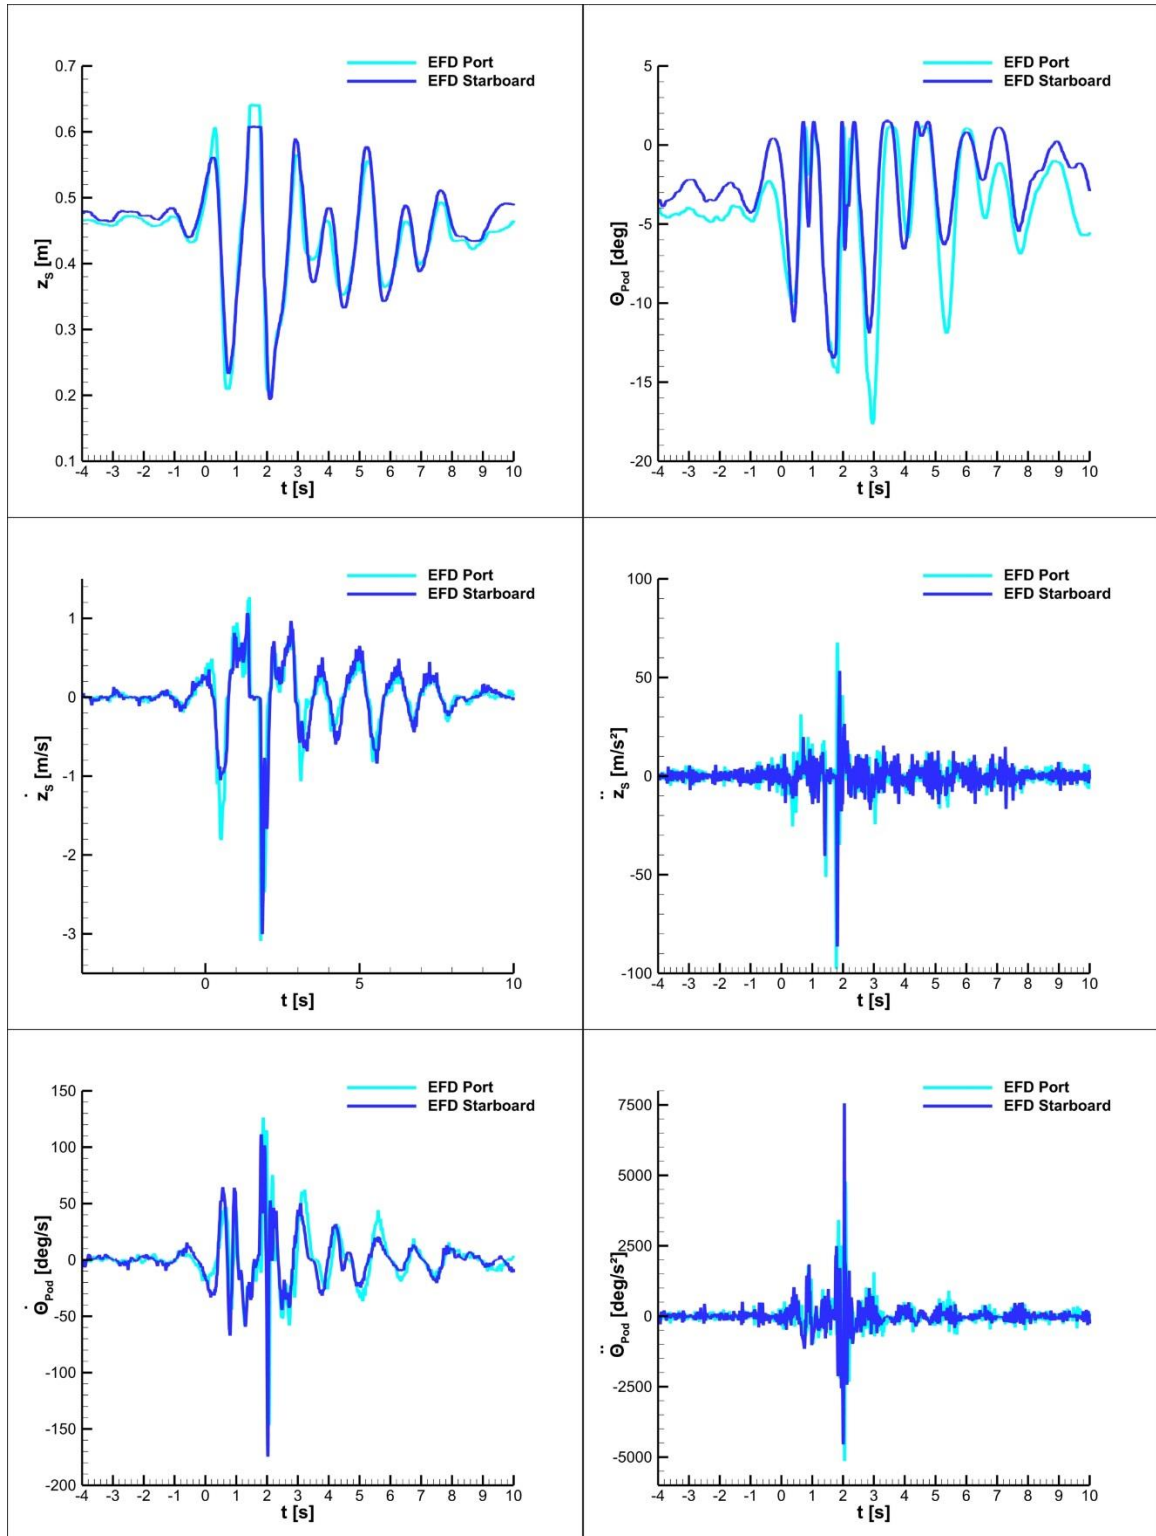 EFD Port
EFD Starboard
0.7
0.6
0.5
0.4
0.3
0.2
0.1
z_S [m]
-4 -3 -2 -1 0 1 2 3 4 5 6 7 8 9 10
t [s]
EFD Port
EFD Starboard
5
0
-5
-10
-15
-20
Θ_Pod [deg]
-4 -3 -2 -1 0 1 2 3 4 5 6 7 8 9 10
t [s]
EFD Port
EFD Starboard
1
0
-1
-2
-3
ż_S [m/s]
0 5 10
t [s]
EFD Port
EFD Starboard
100
50
0
-50
-100
z̈_S [m/s²]
-4 -3 -2 -1 0 1 2 3 4 5 6 7 8 9 10
t [s]
EFD Port
EFD Starboard
150
100
50
0
-50
-100
-150
-200
Θ̇_Pod [deg/s]
-4 -3 -2 -1 0 1 2 3 4 5 6 7 8 9 10
t [s]
EFD Port
EFD Starboard
7500
5000
2500
0
-2500
-5000
Θ̈_Pod [deg/s²]
-4 -3 -2 -1 0 1 2 3 4 5 6 7 8 9 10
t [s]